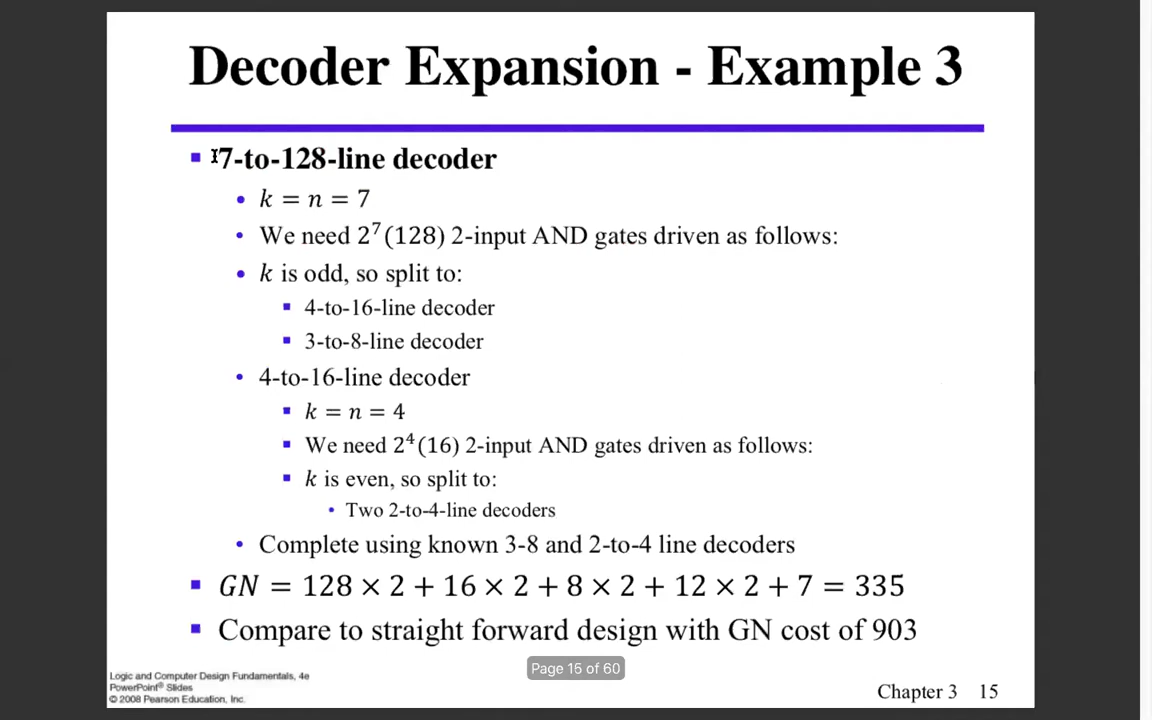 Decoder Expansion - Example 3
7-to-128-line decoder
k = n = 7
We need 2⁷(128) 2-input AND gates driven as follows:
k is odd, so split to:
4-to-16-line decoder
3-to-8-line decoder
4-to-16-line decoder
k = n = 4
We need 2⁴(16) 2-input AND gates driven as follows:
k is even, so split to:
Two 2-to-4-line decoders
Complete using known 3-8 and 2-to-4 line decoders
GN = 128 × 2 + 16 × 2 + 8 × 2 + 12 × 2 + 7 = 335
Compare to straight forward design with GN cost of 903
Page 15 of 60
Logic and Computer Design Fundamentals, 4e
PowerPoint® Slides
© 2008 Pearson Education, Inc.
Chapter 3 15